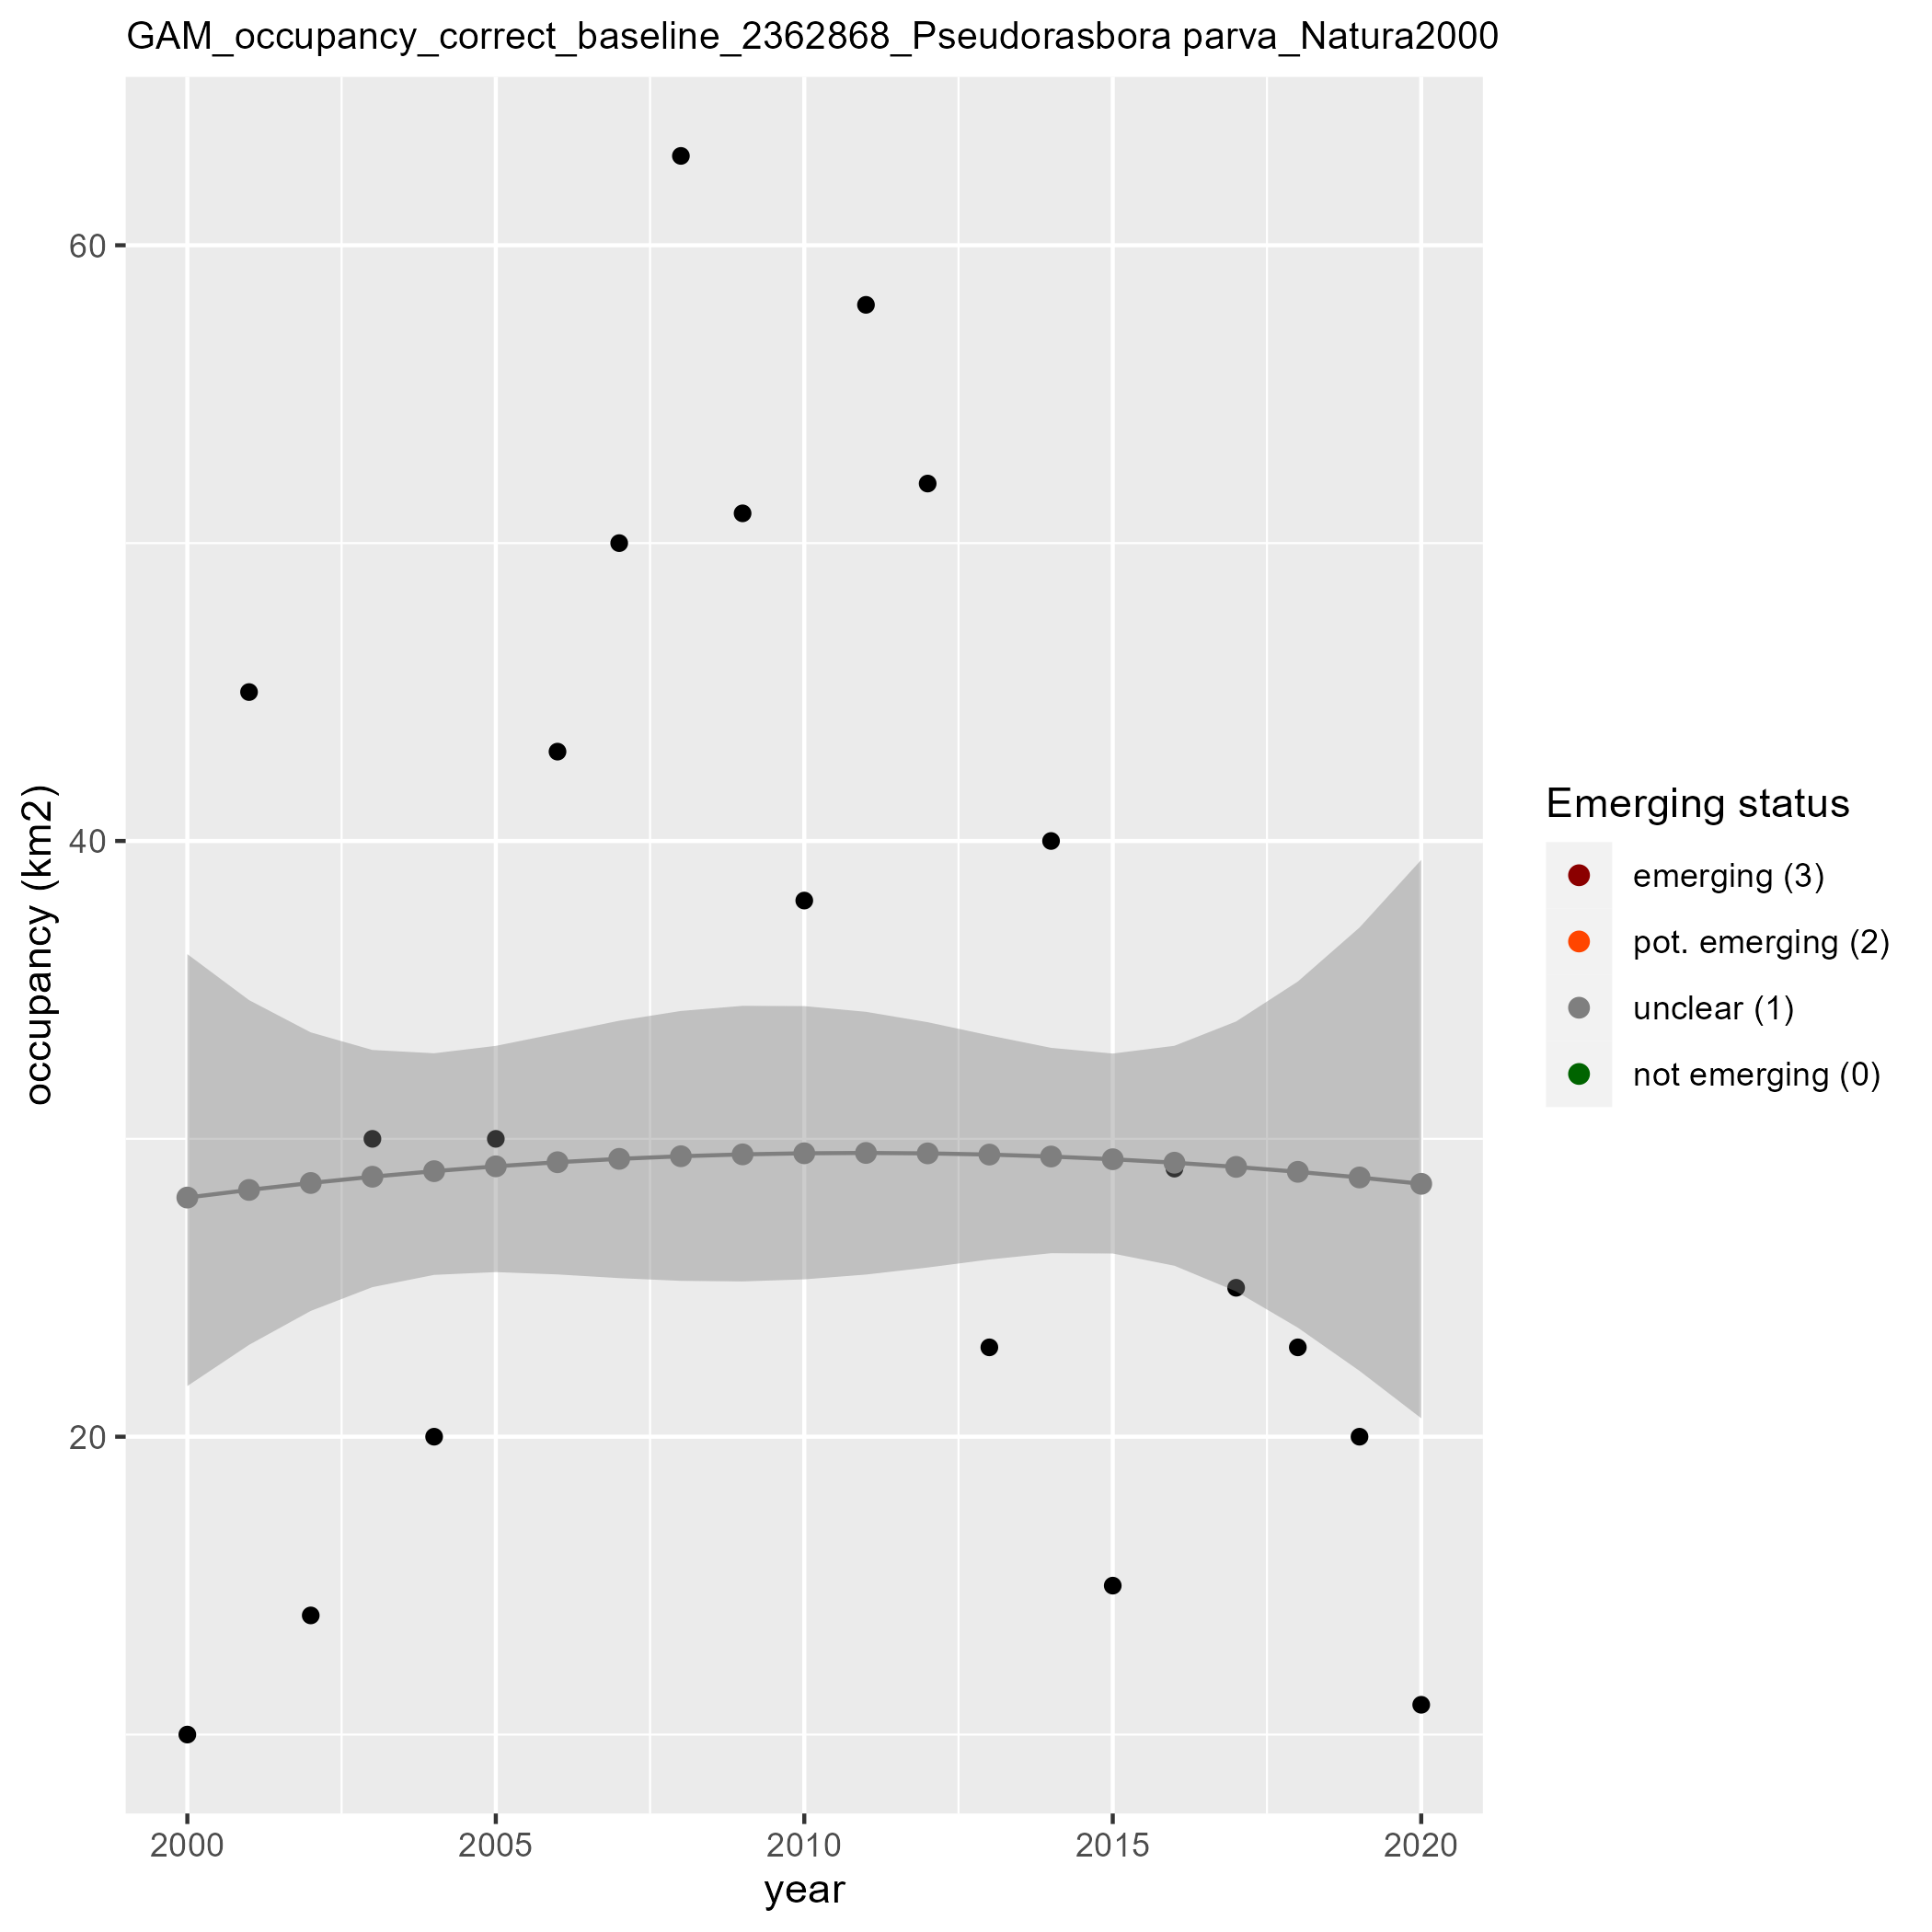 GAM_occupancy_correct_baseline_2362868_Pseudorasbora parva_Natura2000
60
40
20
occupancy (km2)
2000 2005 2010 2015 2020
year
Emerging status
emerging (3)
pot. emerging (2)
unclear (1)
not emerging (0)